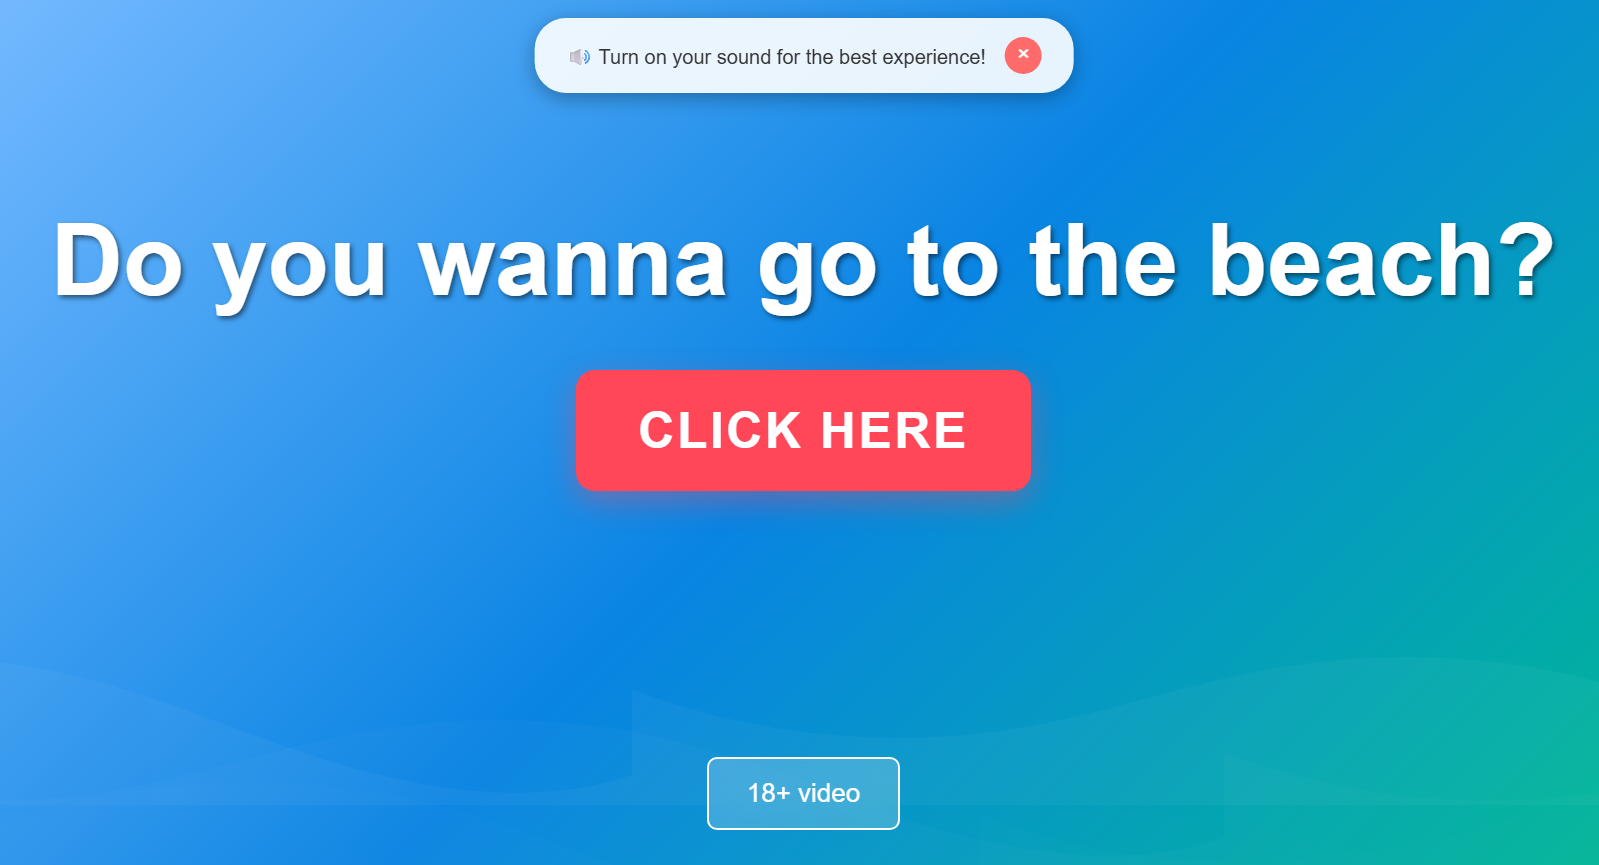 🔊 Turn on your sound for the best experience! ×
Do you wanna go to the beach?
CLICK HERE
18+ video